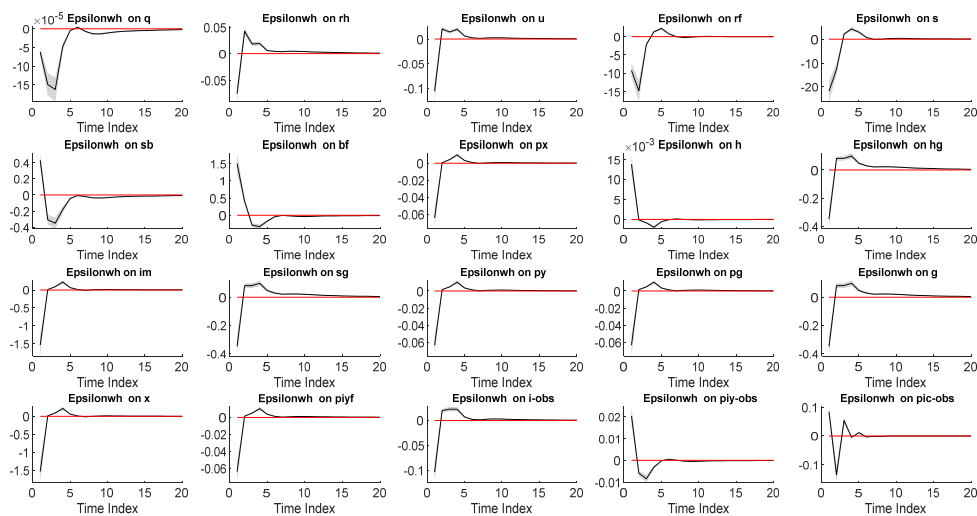 Epsilonwh on q
Epsilonwh on rh
Epsilonwh on u
Epsilonwh on rf
Epsilonwh on s
×10⁻⁵
0
-5
-10
-15
0.05
0
-0.05
0
-0.05
-0.1
0
-5
-10
-15
0
-10
-20
0 5 10 15 20
0 5 10 15 20
0 5 10 15 20
0 5 10 15 20
0 5 10 15 20
Time Index
Time Index
Time Index
Time Index
Time Index
Epsilonwh on sb
Epsilonwh on bf
Epsilonwh on px
Epsilonwh on h
Epsilonwh on hg
0.4
0.2
0
-0.2
-0.4
1.5
1
0.5
0
0
-0.02
-0.04
-0.06
×10⁻³
15
10
5
0
0
-0.2
-0.4
0 5 10 15 20
0 5 10 15 20
0 5 10 15 20
0 5 10 15 20
0 5 10 15 20
Time Index
Time Index
Time Index
Time Index
Time Index
Epsilonwh on im
Epsilonwh on sg
Epsilonwh on py
Epsilonwh on pg
Epsilonwh on g
0
-0.5
-1
-1.5
0
-0.2
-0.4
0
-0.02
-0.04
-0.06
0
-0.02
-0.04
-0.06
0
-0.2
-0.4
0 5 10 15 20
0 5 10 15 20
0 5 10 15 20
0 5 10 15 20
0 5 10 15 20
Time Index
Time Index
Time Index
Time Index
Time Index
Epsilonwh on x
Epsilonwh on piyf
Epsilonwh on i-obs
Epsilonwh on piy-obs
Epsilonwh on pic-obs
0
-0.5
-1
-1.5
0
-0.02
-0.04
-0.06
0
-0.05
-0.1
0.02
0.01
0
-0.01
0.1
0
-0.1
0 5 10 15 20
0 5 10 15 20
0 5 10 15 20
0 5 10 15 20
0 5 10 15 20
Time Index
Time Index
Time Index
Time Index
Time Index